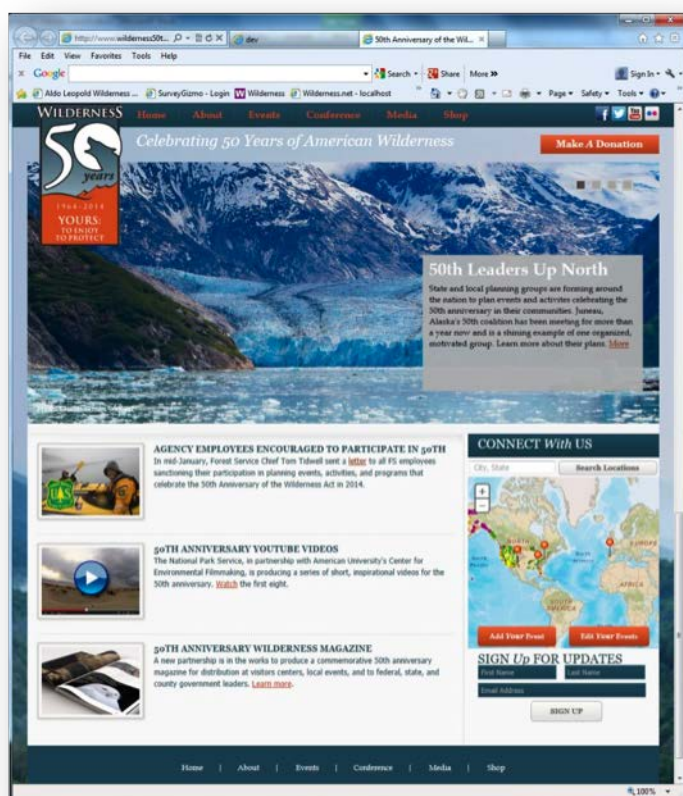 http://www.wilderness50t...
dev
50th Anniversary of the Wil...
File Edit View Favorites Tools Help
x Google Search More >> Share Sign In
Aldo Leopold Wilderness ... SurveyGizmo - Login Wilderness Wilderness.net - localhost Page Safety Tools
WILDERNESS
50
years
1964-2014
YOURS:
TO ENJOY
TO PROTECT
Home About Events Conference Media Shop
Celebrating 50 Years of American Wilderness
Make A Donation
50th Leaders Up North
State and local planning groups are forming around
the nation to plan events and activites celebrating the
50th anniversary in their communities. Juneau,
Alaska's 50th coalition has been meeting for more than
a year now and is a shining example of one organized,
motivated group. Learn more about their plans. More
AGENCY EMPLOYEES ENCOURAGED TO PARTICIPATE IN 50TH
In mid-January, Forest Service Chief Tom Tidwell sent a letter to all FS employees
sanctioning their participation in planning events, activities, and programs that
celebrate the 50th Anniversary of the Wilderness Act in 2014.
UAS
50TH ANNIVERSARY YOUTUBE VIDEOS
The National Park Service, in partnership with American University's Center for
Environmental Filmmaking, is producing a series of short, inspirational videos for the
50th anniversary. Watch the first eight.
50TH ANNIVERSARY WILDERNESS MAGAZINE
A new partnership is in the works to produce a commemorative 50th anniversary
magazine for distribution at visitors centers, local events, and to federal, state, and
county government leaders. Learn more.
CONNECT With US
City, State
Search Locations
NORTH
EUROPE
AFRICA
SOUTH
AMERICA
Add Your Event Edit Your Events
SIGN Up FOR UPDATES
First Name Last Name
Email Address
SIGN UP
Home | About | Events | Conference | Media | Shop
100%